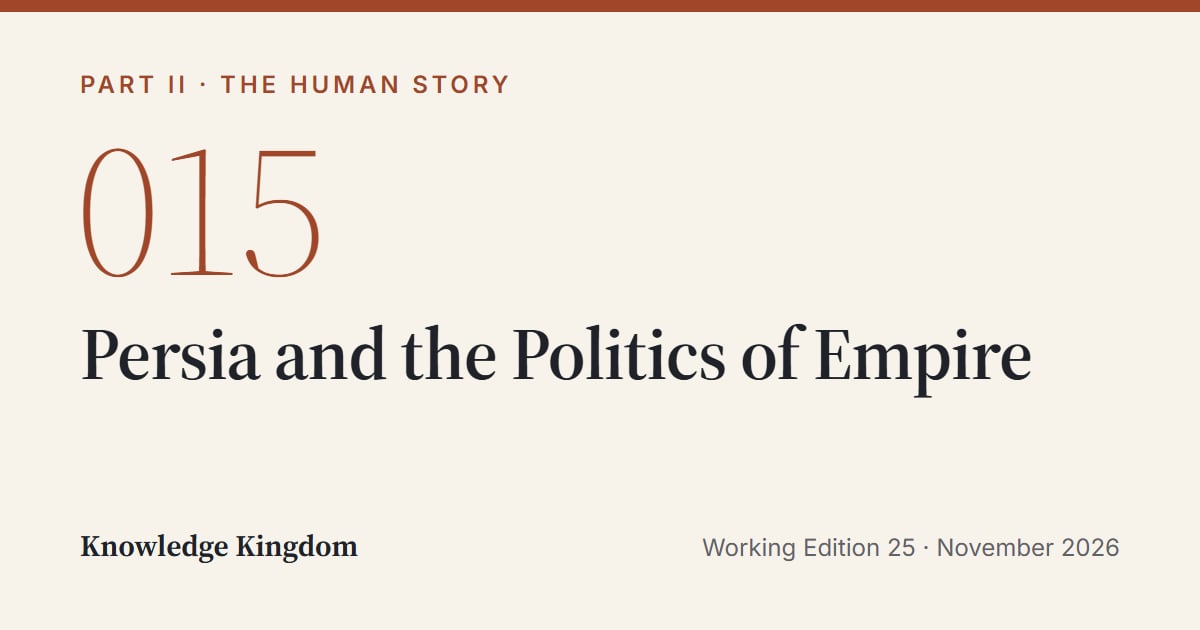 PART II · THE HUMAN STORY
015
Persia and the Politics of Empire
Knowledge Kingdom
Working Edition 25 · November 2026